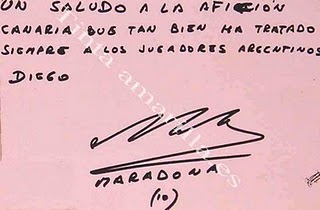 UN SALUDO A LA AFICIÓN
CANARIA QUE TAN BIEN HA TRATADO
SIEMPRE A LOS JUGADORES ARGENTINOS
DIEGO
MARADONA
(10)